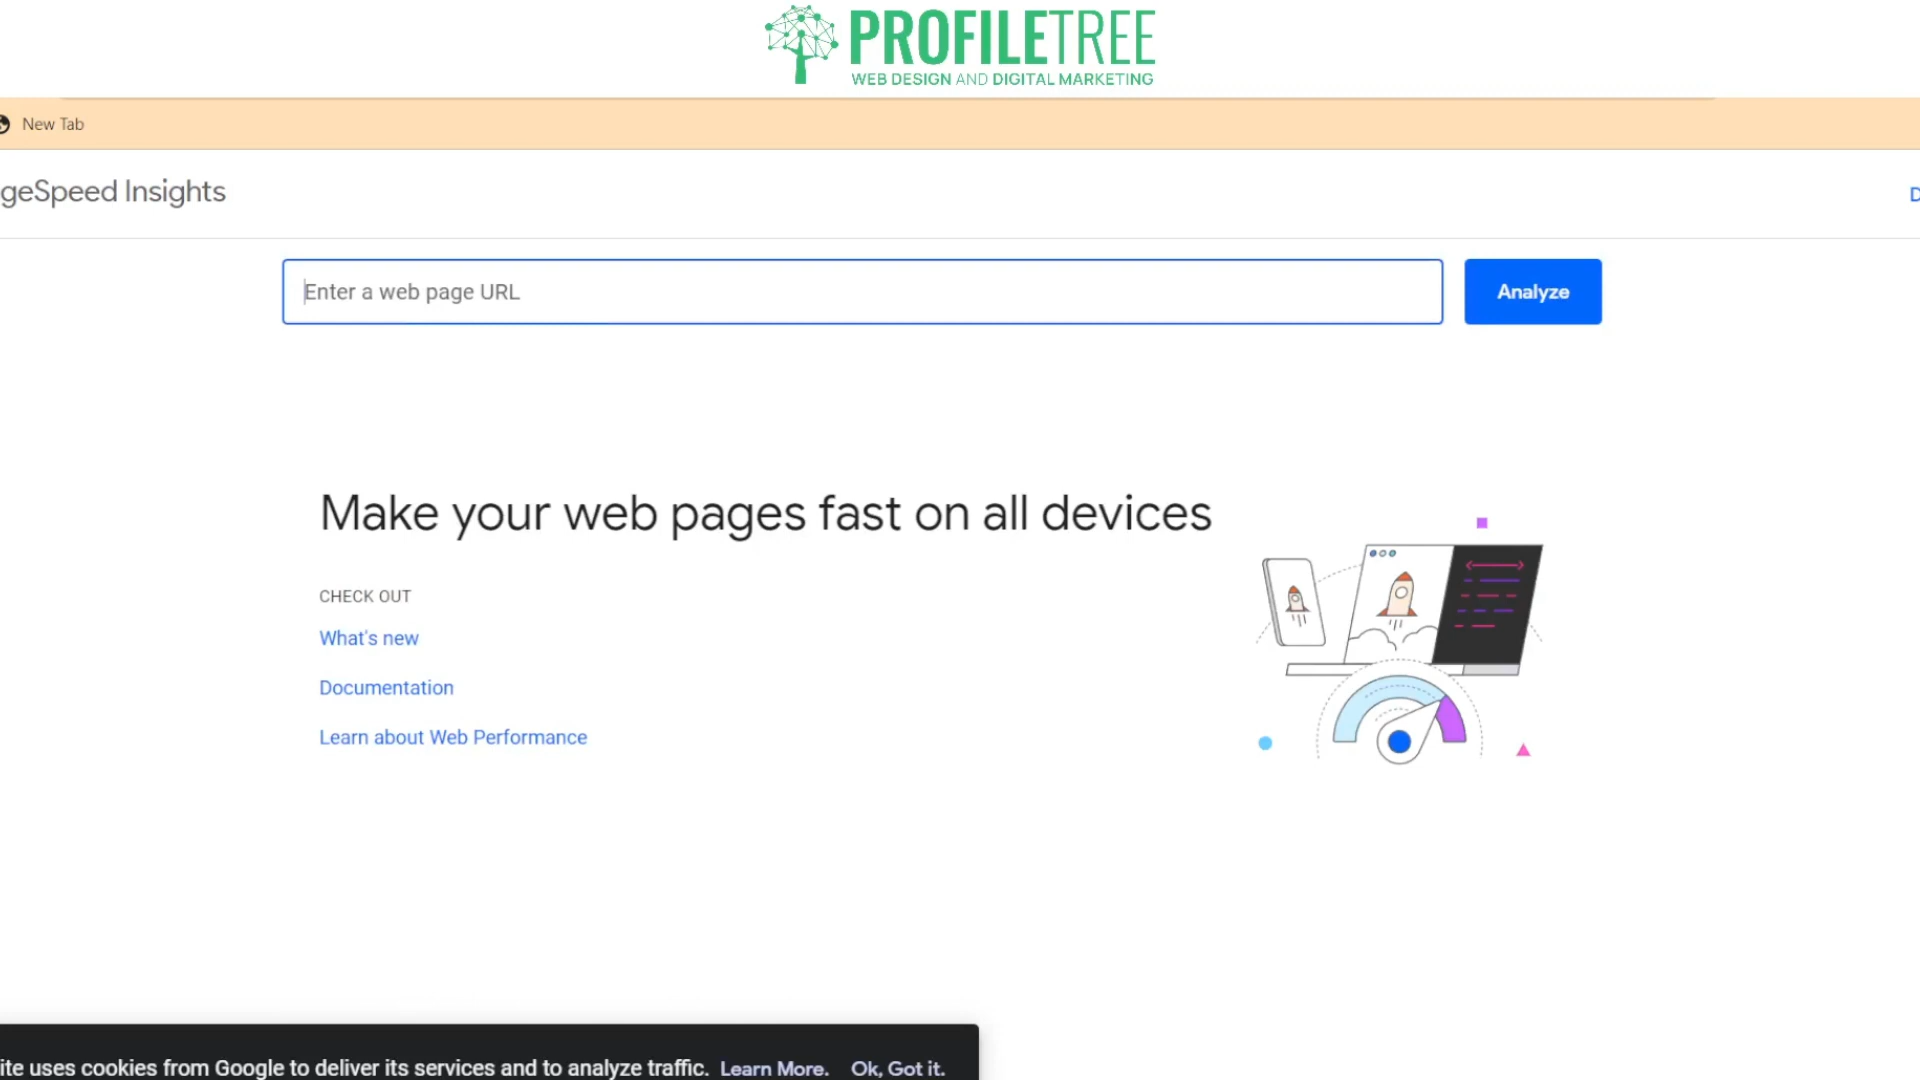 PROFILETREE
WEB DESIGN AND DIGITAL MARKETING
New Tab
geSpeed Insights
D
Enter a web page URL
Analyze
Make your web pages fast on all devices
CHECK OUT
What's new
Documentation
Learn about Web Performance
ite uses cookies from Google to deliver its services and to analyze traffic. Learn More. Ok, Got it.